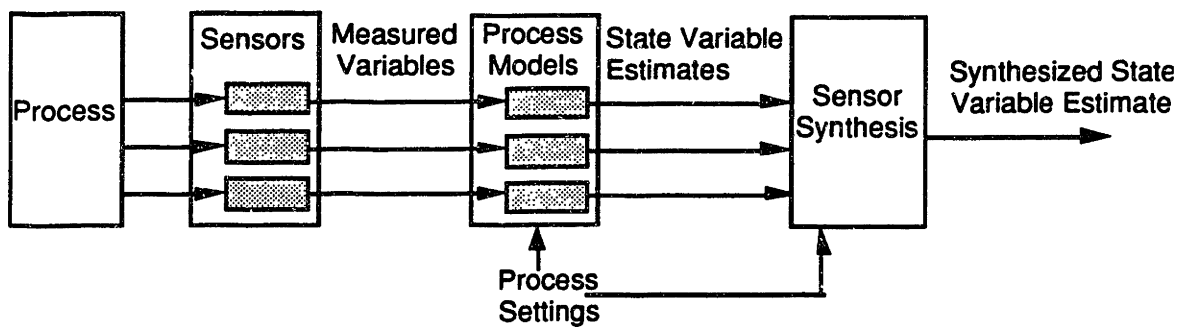 Process
Sensors
Measured
Variables
Process
Models
State Variable
Estimates
Sensor
Synthesis
Synthesized State
Variable Estimate
Process
Settings